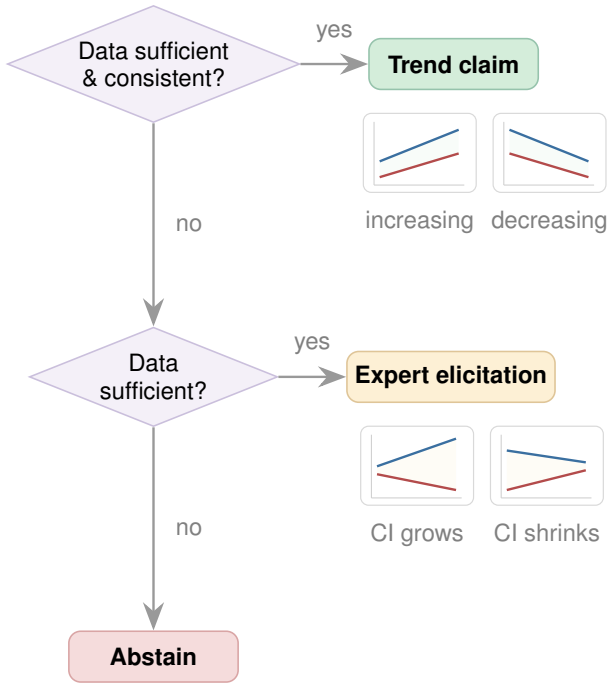 Data sufficient
& consistent?
yes
Trend claim
increasing
decreasing
no
Data
sufficient?
yes
Expert elicitation
CI grows
CI shrinks
no
Abstain